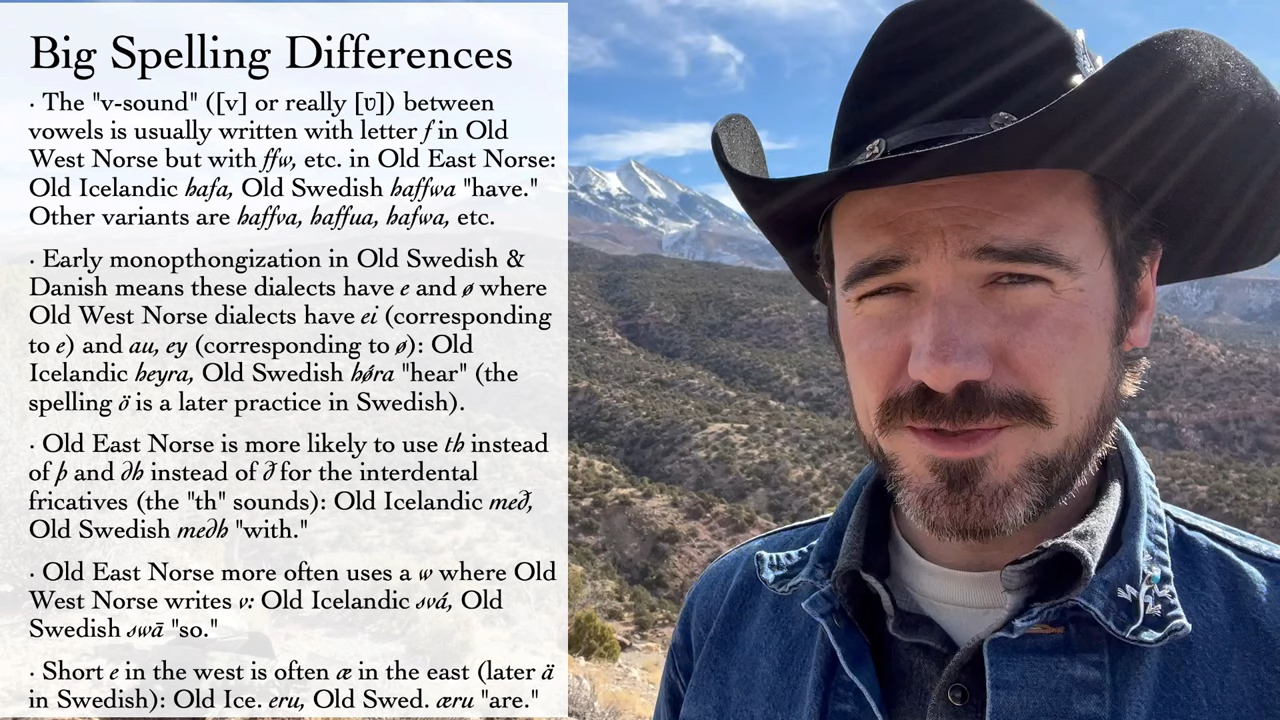 Big Spelling Differences
· The "v-sound" ([v] or really [ʋ]) between
vowels is usually written with letter f in Old
West Norse but with ffw, etc. in Old East Norse:
Old Icelandic hafa, Old Swedish haffwa "have."
Other variants are haffva, haffua, hafwa, etc.
· Early monopthongization in Old Swedish &
Danish means these dialects have e and ø where
Old West Norse dialects have ei (corresponding
to e) and au, ey (corresponding to ø): Old
Icelandic heyra, Old Swedish hǿra "hear" (the
spelling ö is a later practice in Swedish).
· Old East Norse is more likely to use th instead
of þ and ðh instead of ð for the interdental
fricatives (the "th" sounds): Old Icelandic með,
Old Swedish meðh "with."
· Old East Norse more often uses a w where Old
West Norse writes v: Old Icelandic svá, Old
Swedish swā "so."
· Short e in the west is often æ in the east (later ä
in Swedish): Old Ice. eru, Old Swed. æru "are."